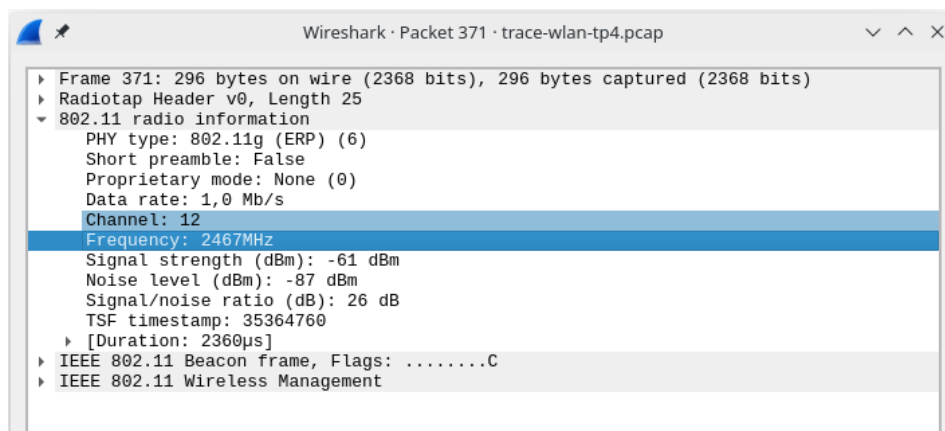 Wireshark · Packet 371 · trace-wlan-tp4.pcap
Frame 371: 296 bytes on wire (2368 bits), 296 bytes captured (2368 bits)
Radiotap Header v0, Length 25
802.11 radio information
PHY type: 802.11g (ERP) (6)
Short preamble: False
Proprietary mode: None (0)
Data rate: 1,0 Mb/s
Channel: 12
Frequency: 2467MHz
Signal strength (dBm): -61 dBm
Noise level (dBm): -87 dBm
Signal/noise ratio (dB): 26 dB
TSF timestamp: 35364760
[Duration: 2360µs]
IEEE 802.11 Beacon frame, Flags: ........C
IEEE 802.11 Wireless Management